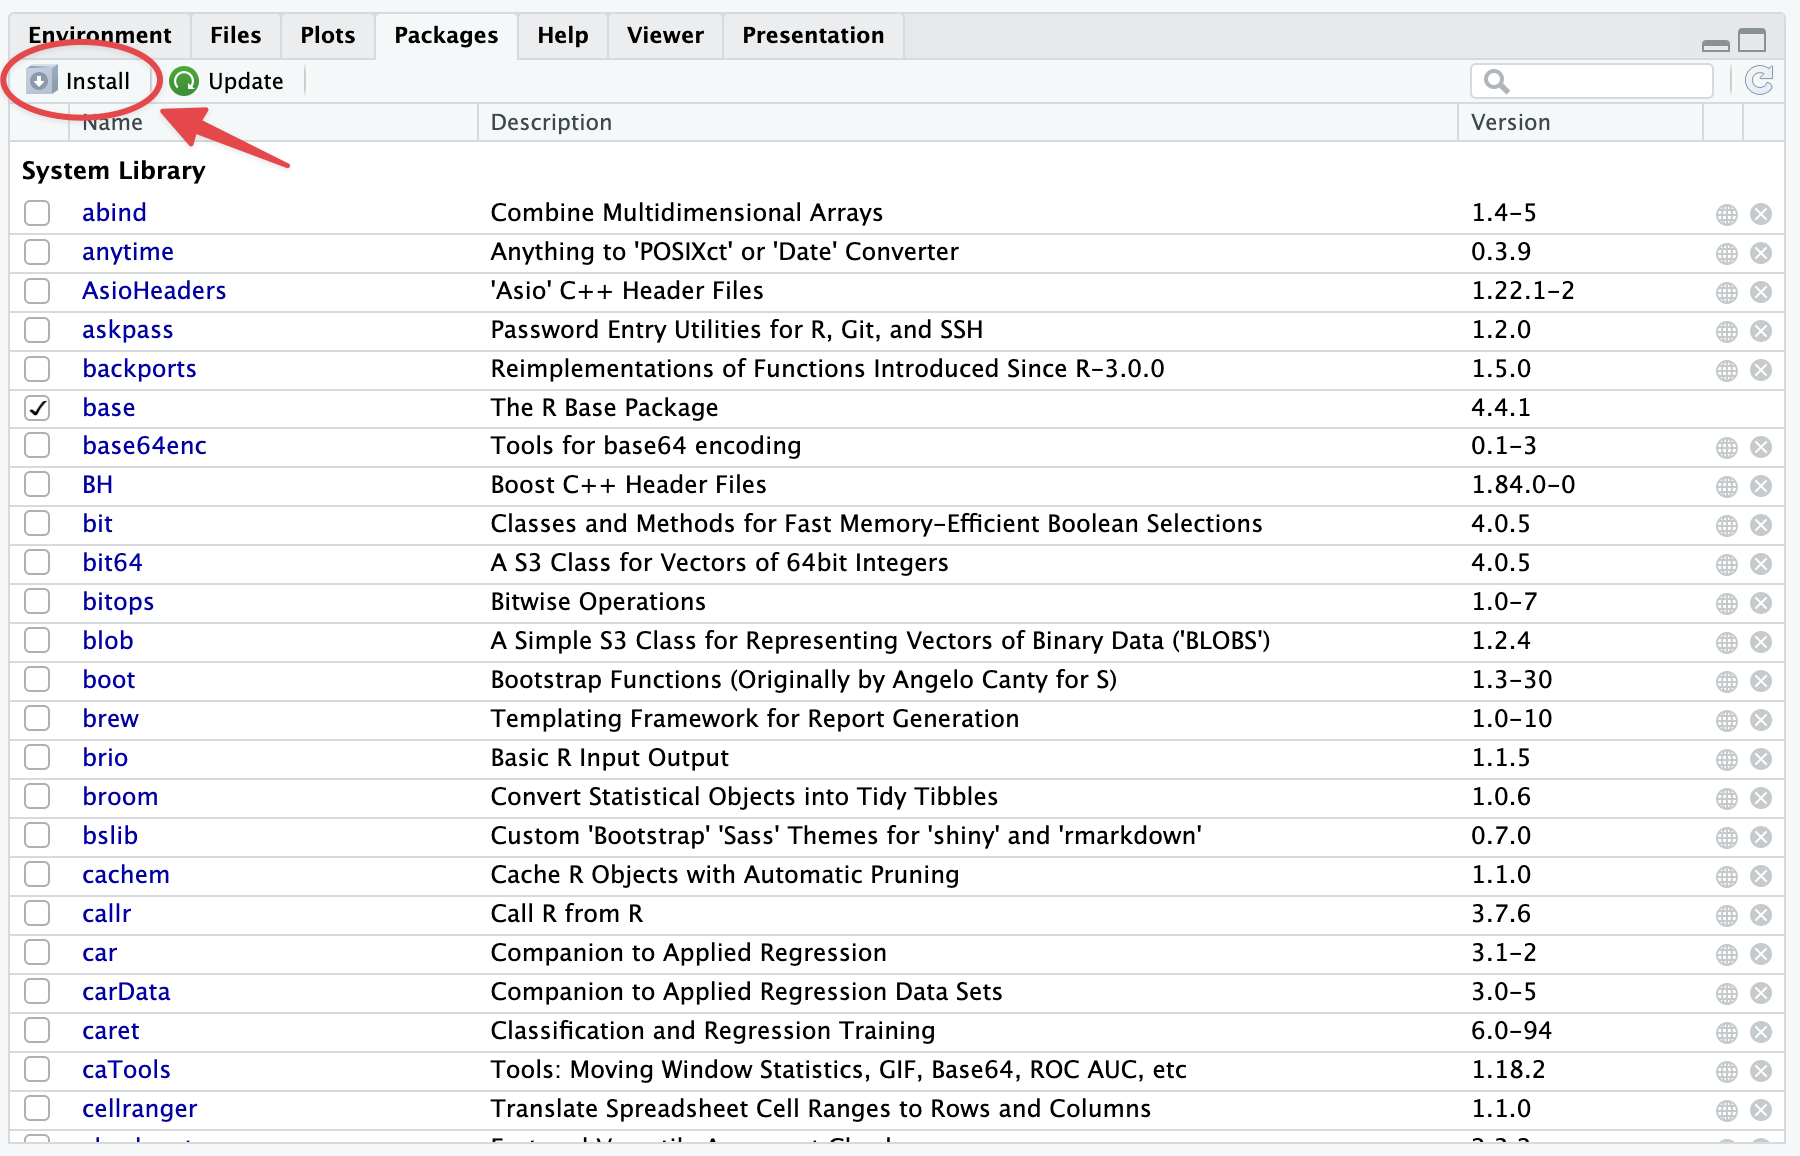 Environment Files Plots Packages Help Viewer Presentation
Install Update
Name Description Version
System Library
abind Combine Multidimensional Arrays 1.4-5
anytime Anything to 'POSIXct' or 'Date' Converter 0.3.9
AsioHeaders 'Asio' C++ Header Files 1.22.1-2
askpass Password Entry Utilities for R, Git, and SSH 1.2.0
backports Reimplementations of Functions Introduced Since R-3.0.0 1.5.0
base The R Base Package 4.4.1
base64enc Tools for base64 encoding 0.1-3
BH Boost C++ Header Files 1.84.0-0
bit Classes and Methods for Fast Memory-Efficient Boolean Selections 4.0.5
bit64 A S3 Class for Vectors of 64bit Integers 4.0.5
bitops Bitwise Operations 1.0-7
blob A Simple S3 Class for Representing Vectors of Binary Data ('BLOBS') 1.2.4
boot Bootstrap Functions (Originally by Angelo Canty for S) 1.3-30
brew Templating Framework for Report Generation 1.0-10
brio Basic R Input Output 1.1.5
broom Convert Statistical Objects into Tidy Tibbles 1.0.6
bslib Custom 'Bootstrap' 'Sass' Themes for 'shiny' and 'rmarkdown' 0.7.0
cachem Cache R Objects with Automatic Pruning 1.1.0
callr Call R from R 3.7.6
car Companion to Applied Regression 3.1-2
carData Companion to Applied Regression Data Sets 3.0-5
caret Classification and Regression Training 6.0-94
caTools Tools: Moving Window Statistics, GIF, Base64, ROC AUC, etc 1.18.2
cellranger Translate Spreadsheet Cell Ranges to Rows and Columns 1.1.0